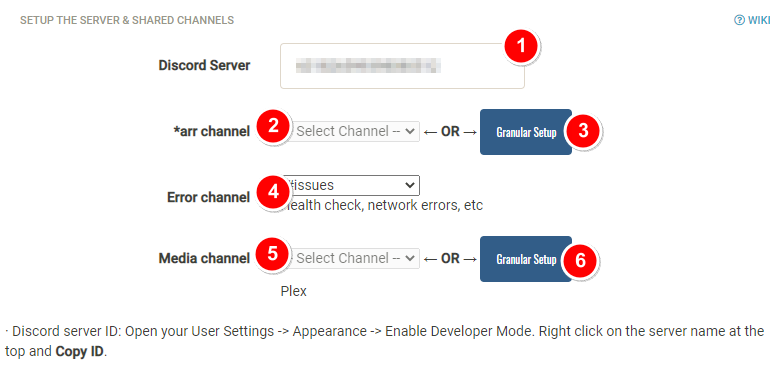 SETUP THE SERVER & SHARED CHANNELS
WIKI
Discord Server
1
*arr channel 2 Select Channel -- ← OR → Granular Setup 3
Error channel 4 #issues
health check, network errors, etc
Media channel 5 Select Channel -- ← OR → Granular Setup 6
Plex
· Discord server ID: Open your User Settings -> Appearance -> Enable Developer Mode. Right click on the server name at the
top and Copy ID.